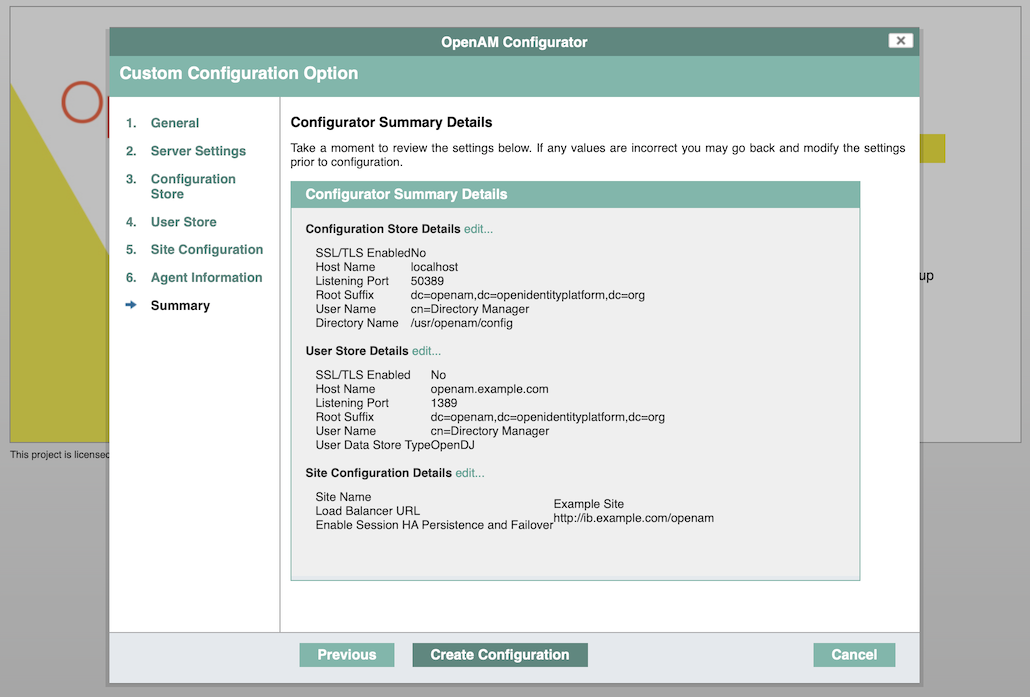 OpenAM Configurator
Custom Configuration Option
1. General
2. Server Settings
3. Configuration
Store
4. User Store
5. Site Configuration
6. Agent Information
Summary
Configurator Summary Details
Take a moment to review the settings below. If any values are incorrect you may go back and modify the settings
prior to configuration.
Configurator Summary Details
Configuration Store Details edit...
SSL/TLS EnabledNo
Host Name localhost
Listening Port 50389
Root Suffix dc=openam,dc=openidentityplatform,dc=org
User Name cn=Directory Manager
Directory Name /usr/openam/config
User Store Details edit...
SSL/TLS Enabled No
Host Name openam.example.com
Listening Port 1389
Root Suffix dc=openam,dc=openidentityplatform,dc=org
User Name cn=Directory Manager
User Data Store TypeOpenDJ
Site Configuration Details edit...
Site Name
Load Balancer URL
Enable Session HA Persistence and Failover
Example Site
http://ib.example.com/openam
Previous
Create Configuration
Cancel
up
This project is licensed